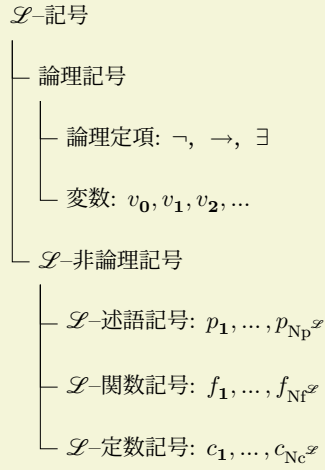 ℒ–記号
論理記号
論理定項: ¬, →, ∃
変数: v₀, v₁, v₂, ...
ℒ–非論理記号
ℒ–述語記号: p₁, ... , p_{Np^ℒ}
ℒ–関数記号: f₁, ... , f_{Nf^ℒ}
ℒ–定数記号: c₁, ... , c_{Nc^ℒ}